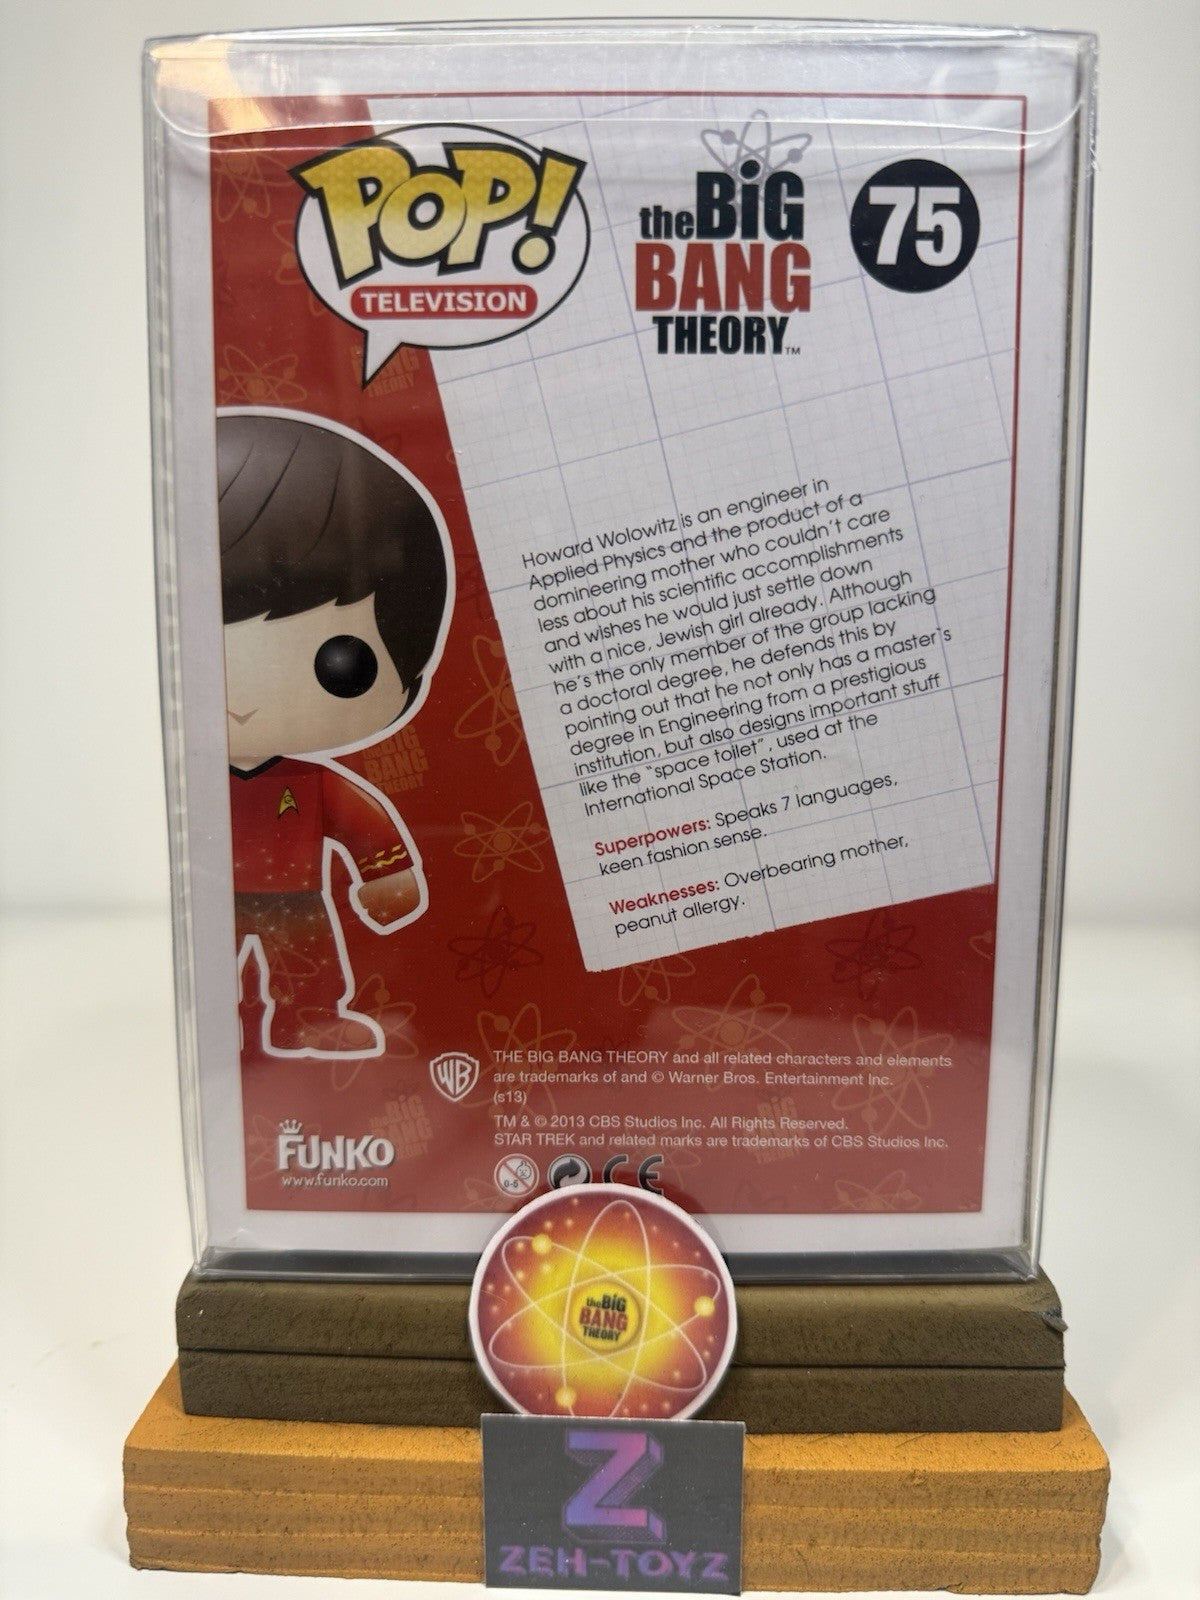 POP!
TELEVISION
the BiG
BANG
THEORY™
75
Howard Wolowitz is an engineer in
Applied Physics and the product of a
domineering mother who couldn't care
less about his scientific accomplishments
and wishes he would just settle down
with a nice, Jewish girl already. Although
he's the only member of the group lacking
a doctoral degree, he defends this by
pointing out that he not only has a master`s
degree in Engineering from a prestigious
institution, but also designs important stuff
like the "space toilet", used at the
International Space Station.
Superpowers: Speaks 7 languages,
keen fashion sense.
Weaknesses: Overbearing mother,
peanut allergy.
WB
THE BIG BANG THEORY and all related characters and elements
are trademarks of and © Warner Bros. Entertainment Inc.
(s13)
TM & © 2013 CBS Studios Inc. All Rights Reserved.
STAR TREK and related marks are trademarks of CBS Studios Inc.
FUNKO
www.funko.com
0-3
CE
the BiG
BANG
THEORY
Z
ZEH-TOYZ